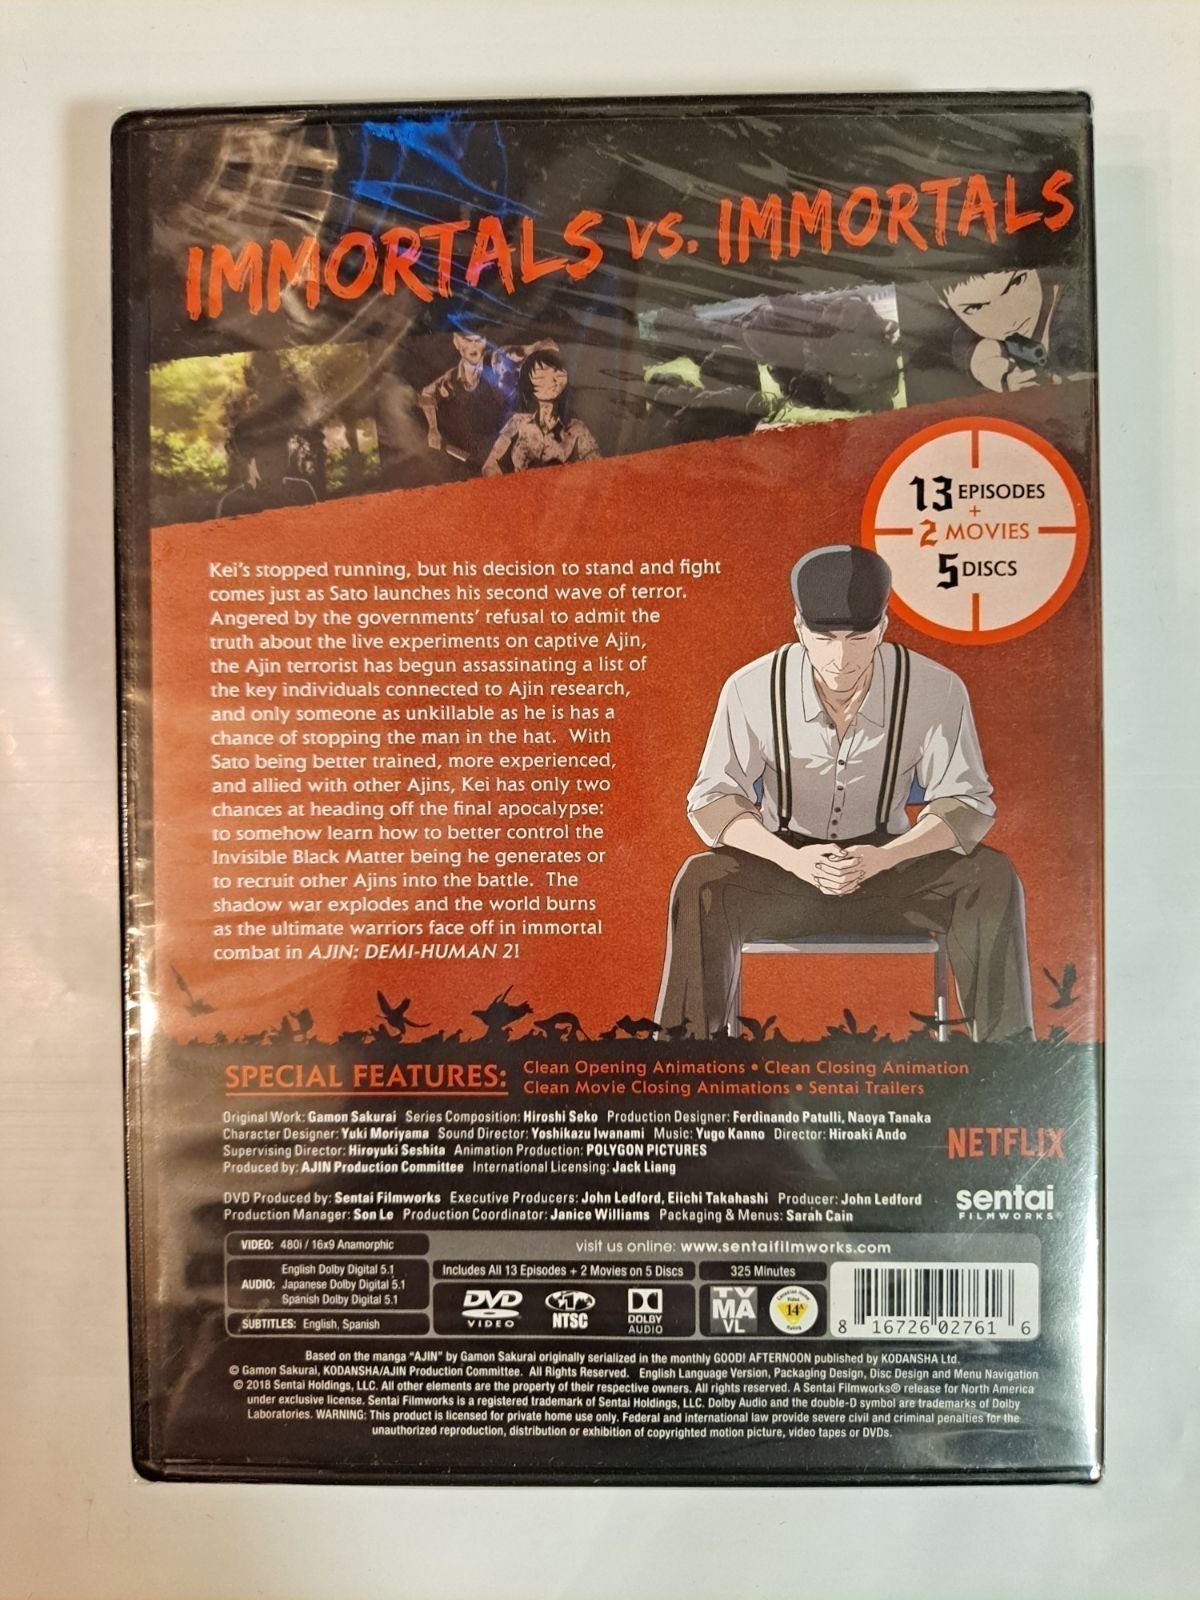 IMMORTALS VS. IMMORTALS
13 EPISODES
+
2 MOVIES
5 DISCS
Kei's stopped running, but his decision to stand and fight
comes just as Sato launches his second wave of terror.
Angered by the governments' refusal to admit the
truth about the live experiments on captive Ajin,
the Ajin terrorist has begun assassinating a list of
the key individuals connected to Ajin research,
and only someone as unkillable as he is has a
chance of stopping the man in the hat. With
Sato being better trained, more experienced,
and allied with other Ajins, Kei has only two
chances at heading off the final apocalypse:
to somehow learn how to better control the
Invisible Black Matter being he generates or
to recruit other Ajins into the battle. The
shadow war explodes and the world burns
as the ultimate warriors face off in immortal
combat in AJIN: DEMI-HUMAN 2!
SPECIAL FEATURES: Clean Opening Animations • Clean Closing Animation
Clean Movie Closing Animations • Sentai Trailers
Original Work: Gamon Sakurai Series Composition: Hiroshi Seko Production Designer: Ferdinando Patulli, Naoya Tanaka
Character Designer: Yuki Moriyama Sound Director: Yoshikazu Iwanami Music: Yugo Kanno Director: Hiroaki Ando
Supervising Director: Hiroyuki Seshita Animation Production: POLYGON PICTURES
Produced by: AJIN Production Committee International Licensing: Jack Liang
NETFLIX
DVD Produced by: Sentai Filmworks Executive Producers: John Ledford, Eiichi Takahashi Producer: John Ledford
Production Manager: Son Le Production Coordinator: Janice Williams Packaging & Menus: Sarah Cain
sentai
FILMWORKS®
VIDEO: 480i / 16x9 Anamorphic
visit us online: www.sentaifilmworks.com
AUDIO: English Dolby Digital 5.1
Japanese Dolby Digital 5.1
Spanish Dolby Digital 5.1
SUBTITLES: English, Spanish
Includes All 13 Episodes + 2 Movies on 5 Discs
325 Minutes
DVD
VIDEO
NTSC
DOLBY
AUDIO
TV
MA
VL
Canadian Home
Video
14A
Rating
8 16726 02761 6
Based on the manga "AJIN" by Gamon Sakurai originally serialized in the monthly GOOD! AFTERNOON published by KODANSHA Ltd.
© Gamon Sakurai, KODANSHA/AJIN Production Committee. All Rights Reserved. English Language Version, Packaging Design, Disc Design and Menu Navigation
© 2018 Sentai Holdings, LLC. All other elements are the property of their respective owners. All rights reserved. A Sentai Filmworks® release for North America
under exclusive license. Sentai Filmworks is a registered trademark of Sentai Holdings, LLC. Dolby Audio and the double-D symbol are trademarks of Dolby
Laboratories. WARNING: This product is licensed for private home use only. Federal and international law provide severe civil and criminal penalties for the
unauthorized reproduction, distribution or exhibition of copyrighted motion picture, video tapes or DVDs.